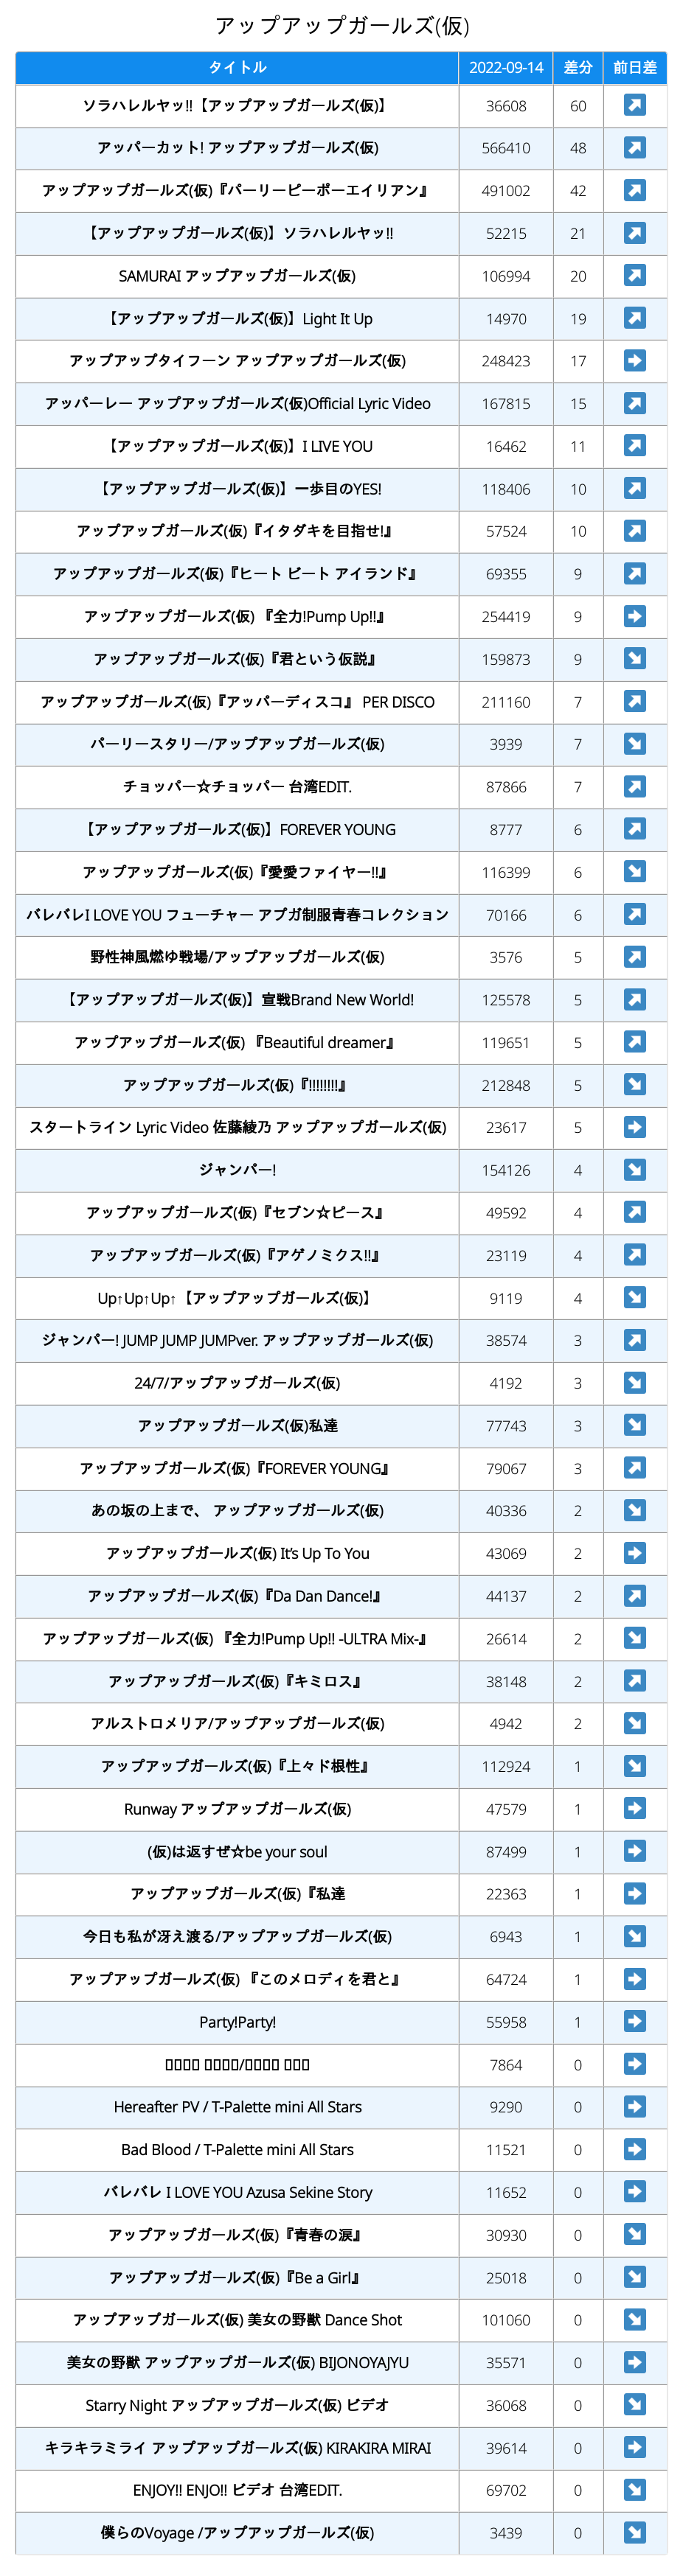 アップアップガールズ(仮)
タイトル 2022-09-14 差分 前日差
ソラハレルヤッ!!【アップアップガールズ(仮)】 36608 60
アッパーカット! アップアップガールズ(仮) 566410 48
アップアップガールズ(仮)『パーリーピーポーエイリアン』 491002 42
【アップアップガールズ(仮)】ソラハレルヤッ!! 52215 21
SAMURAI アップアップガールズ(仮) 106994 20
【アップアップガールズ(仮)】Light It Up 14970 19
アップアップタイフーン アップアップガールズ(仮) 248423 17
アッパーレー アップアップガールズ(仮)Official Lyric Video 167815 15
【アップアップガールズ(仮)】I LIVE YOU 16462 11
【アップアップガールズ(仮)】一歩目のYES! 118406 10
アップアップガールズ(仮)『イタダキを目指せ!』 57524 10
アップアップガールズ(仮)『ヒート ビート アイランド』 69355 9
アップアップガールズ(仮) 『全力!Pump Up!!』 254419 9
アップアップガールズ(仮)『君という仮説』 159873 9
アップアップガールズ(仮)『アッパーディスコ』 PER DISCO 211160 7
パーリースタリー/アップアップガールズ(仮) 3939 7
チョッパー☆チョッパー 台湾EDIT. 87866 7
【アップアップガールズ(仮)】FOREVER YOUNG 8777 6
アップアップガールズ(仮)『愛愛ファイヤー!!』 116399 6
バレバレI LOVE YOU フューチャー アプガ制服青春コレクション 70166 6
野性神風燃ゆ戦場/アップアップガールズ(仮) 3576 5
【アップアップガールズ(仮)】宣戦Brand New World! 125578 5
アップアップガールズ(仮) 『Beautiful dreamer』 119651 5
アップアップガールズ(仮)『!!!!!!!!』 212848 5
スタートライン Lyric Video 佐藤綾乃 アップアップガールズ(仮) 23617 5
ジャンパー! 154126 4
アップアップガールズ(仮)『セブン☆ピース』 49592 4
アップアップガールズ(仮)『アゲノミクス!!』 23119 4
Up↑Up↑Up↑【アップアップガールズ(仮)】 9119 4
ジャンパー! JUMP JUMP JUMPver. アップアップガールズ(仮) 38574 3
24/7/アップアップガールズ(仮) 4192 3
アップアップガールズ(仮)私達 77743 3
アップアップガールズ(仮)『FOREVER YOUNG』 79067 3
あの坂の上まで、 アップアップガールズ(仮) 40336 2
アップアップガールズ(仮) It's Up To You 43069 2
アップアップガールズ(仮)『Da Dan Dance!』 44137 2
アップアップガールズ(仮) 『全力!Pump Up!! -ULTRA Mix-』 26614 2
アップアップガールズ(仮)『キミロス』 38148 2
アルストロメリア/アップアップガールズ(仮) 4942 2
アップアップガールズ(仮)『上々ド根性』 112924 1
Runway アップアップガールズ(仮) 47579 1
(仮)は返すぜ☆be your soul 87499 1
アップアップガールズ(仮)『私達 22363 1
今日も私が冴え渡る/アップアップガールズ(仮) 6943 1
アップアップガールズ(仮) 『このメロディを君と』 64724 1
Party!Party! 55958 1
7864 0
Hereafter PV / T-Palette mini All Stars 9290 0
Bad Blood / T-Palette mini All Stars 11521 0
バレバレ I LOVE YOU Azusa Sekine Story 11652 0
アップアップガールズ(仮)『青春の涙』 30930 0
アップアップガールズ(仮)『Be a Girl』 25018 0
アップアップガールズ(仮) 美女の野獣 Dance Shot 101060 0
美女の野獣 アップアップガールズ(仮) BIJONOYAJYU 35571 0
Starry Night アップアップガールズ(仮) ビデオ 36068 0
キラキラミライ アップアップガールズ(仮) KIRAKIRA MIRAI 39614 0
ENJOY!! ENJO!! ビデオ 台湾EDIT. 69702 0
僕らのVoyage /アップアップガールズ(仮) 3439 0